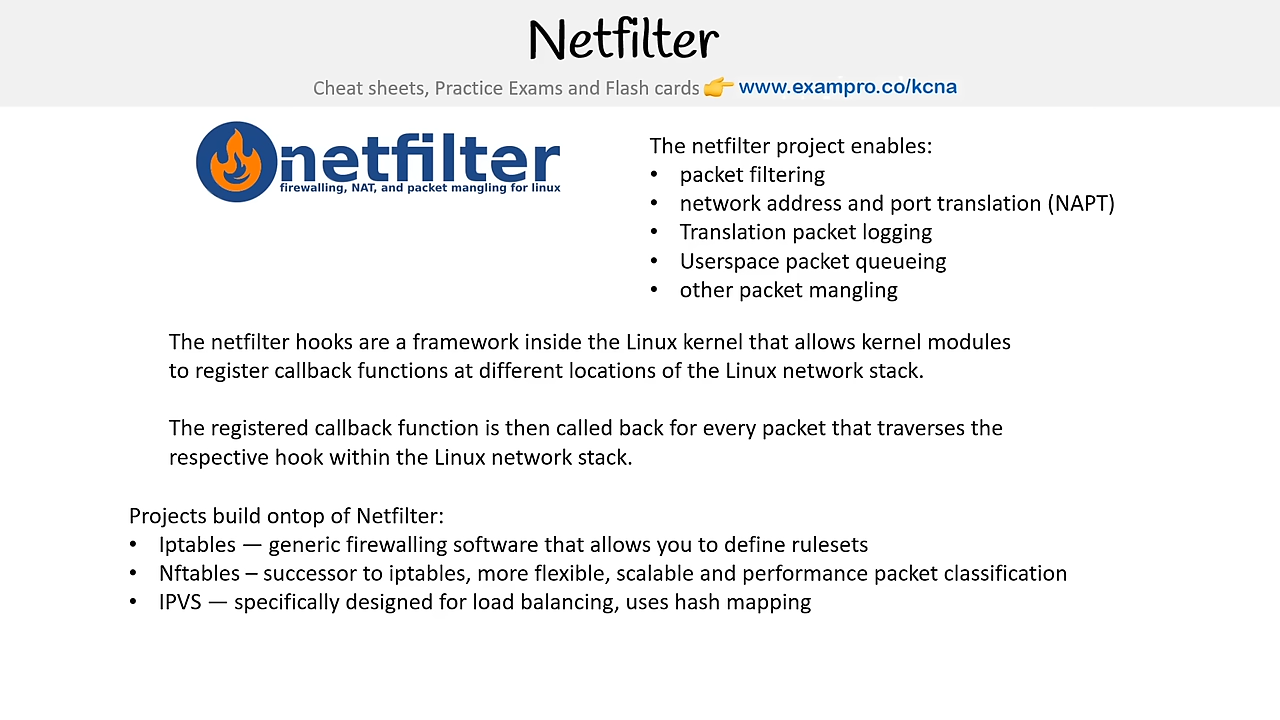 Netfilter
Cheat sheets, Practice Exams and Flash cards 👉 www.exampro.co/kcna
netfilter
firewalling, NAT, and packet mangling for linux
The netfilter project enables:
• packet filtering
• network address and port translation (NAPT)
• Translation packet logging
• Userspace packet queueing
• other packet mangling
The netfilter hooks are a framework inside the Linux kernel that allows kernel modules
to register callback functions at different locations of the Linux network stack.
The registered callback function is then called back for every packet that traverses the
respective hook within the Linux network stack.
Projects build ontop of Netfilter:
• Iptables — generic firewalling software that allows you to define rulesets
• Nftables – successor to iptables, more flexible, scalable and performance packet classification
• IPVS — specifically designed for load balancing, uses hash mapping